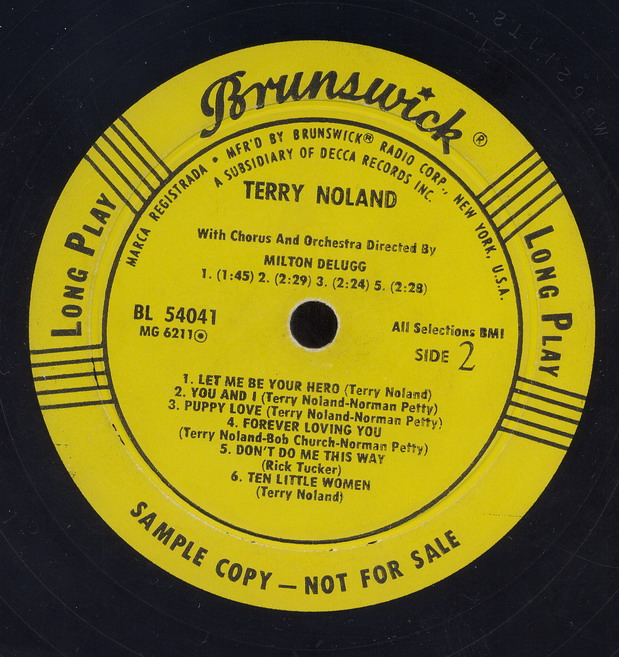 Brunswick®
MARCA REGISTRADA • MFR'D BY BRUNSWICK® RADIO CORP., NEW YORK, U.S.A.
A SUBSIDIARY OF DECCA RECORDS INC.
TERRY NOLAND
With Chorus And Orchestra Directed By
MILTON DELUGG
1. (1:45) 2. (2:29) 3. (2:24) 5. (2:28)
LONG PLAY
LONG PLAY
BL 54041
MG 6211
All Selections BMI
SIDE 2
1. LET ME BE YOUR HERO (Terry Noland)
2. YOU AND I (Terry Noland-Norman Petty)
3. PUPPY LOVE (Terry Noland-Norman Petty)
4. FOREVER LOVING YOU
(Terry Noland-Bob Church-Norman Petty)
5. DON'T DO ME THIS WAY
(Rick Tucker)
6. TEN LITTLE WOMEN
(Terry Noland)
SAMPLE COPY — NOT FOR SALE